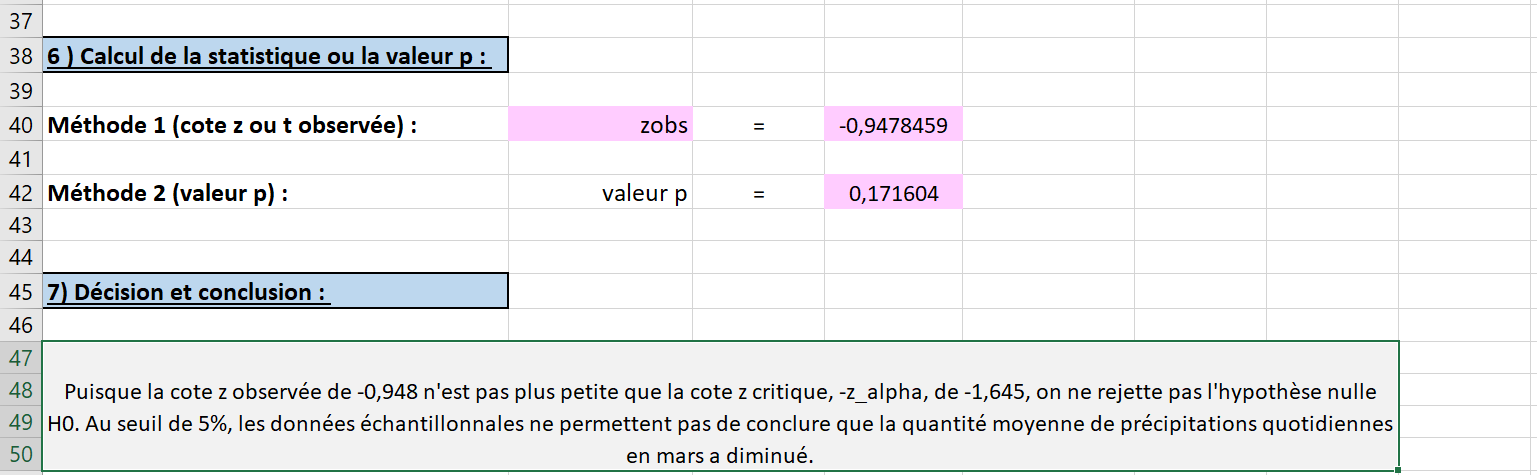 37
38 6 ) Calcul de la statistique ou la valeur p :
39
40 Méthode 1 (cote z ou t observée) : zobs = -0,9478459
41
42 Méthode 2 (valeur p) : valeur p = 0,171604
43
44
45 7) Décision et conclusion :
46
47
48 Puisque la cote z observée de -0,948 n'est pas plus petite que la cote z critique, -z_alpha, de -1,645, on ne rejette pas l'hypothèse nulle
49 H0. Au seuil de 5%, les données échantillonnales ne permettent pas de conclure que la quantité moyenne de précipitations quotidiennes
50 en mars a diminué.